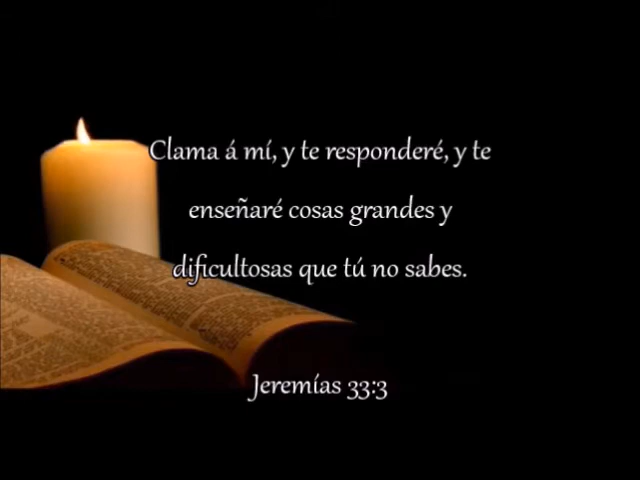 Clama á mí, y te responderé, y te
enseñaré cosas grandes y
dificultosas que tú no sabes.
Jeremías 33:3